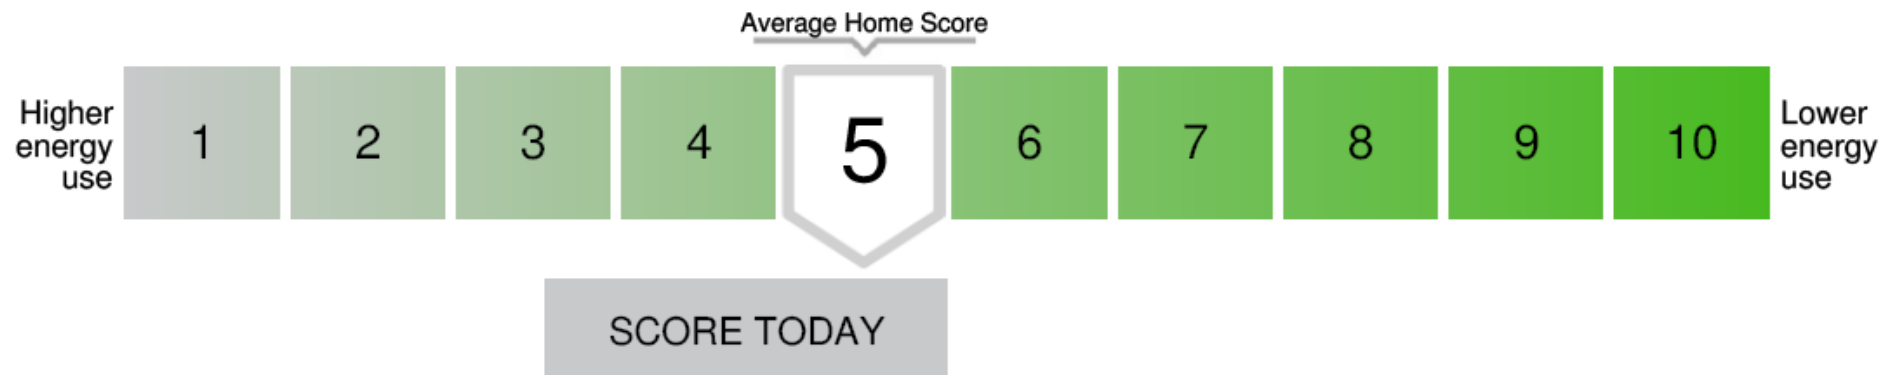 Average Home Score
Higher
energy
use
1 2 3 4 5 6 7 8 9 10
Lower
energy
use
SCORE TODAY